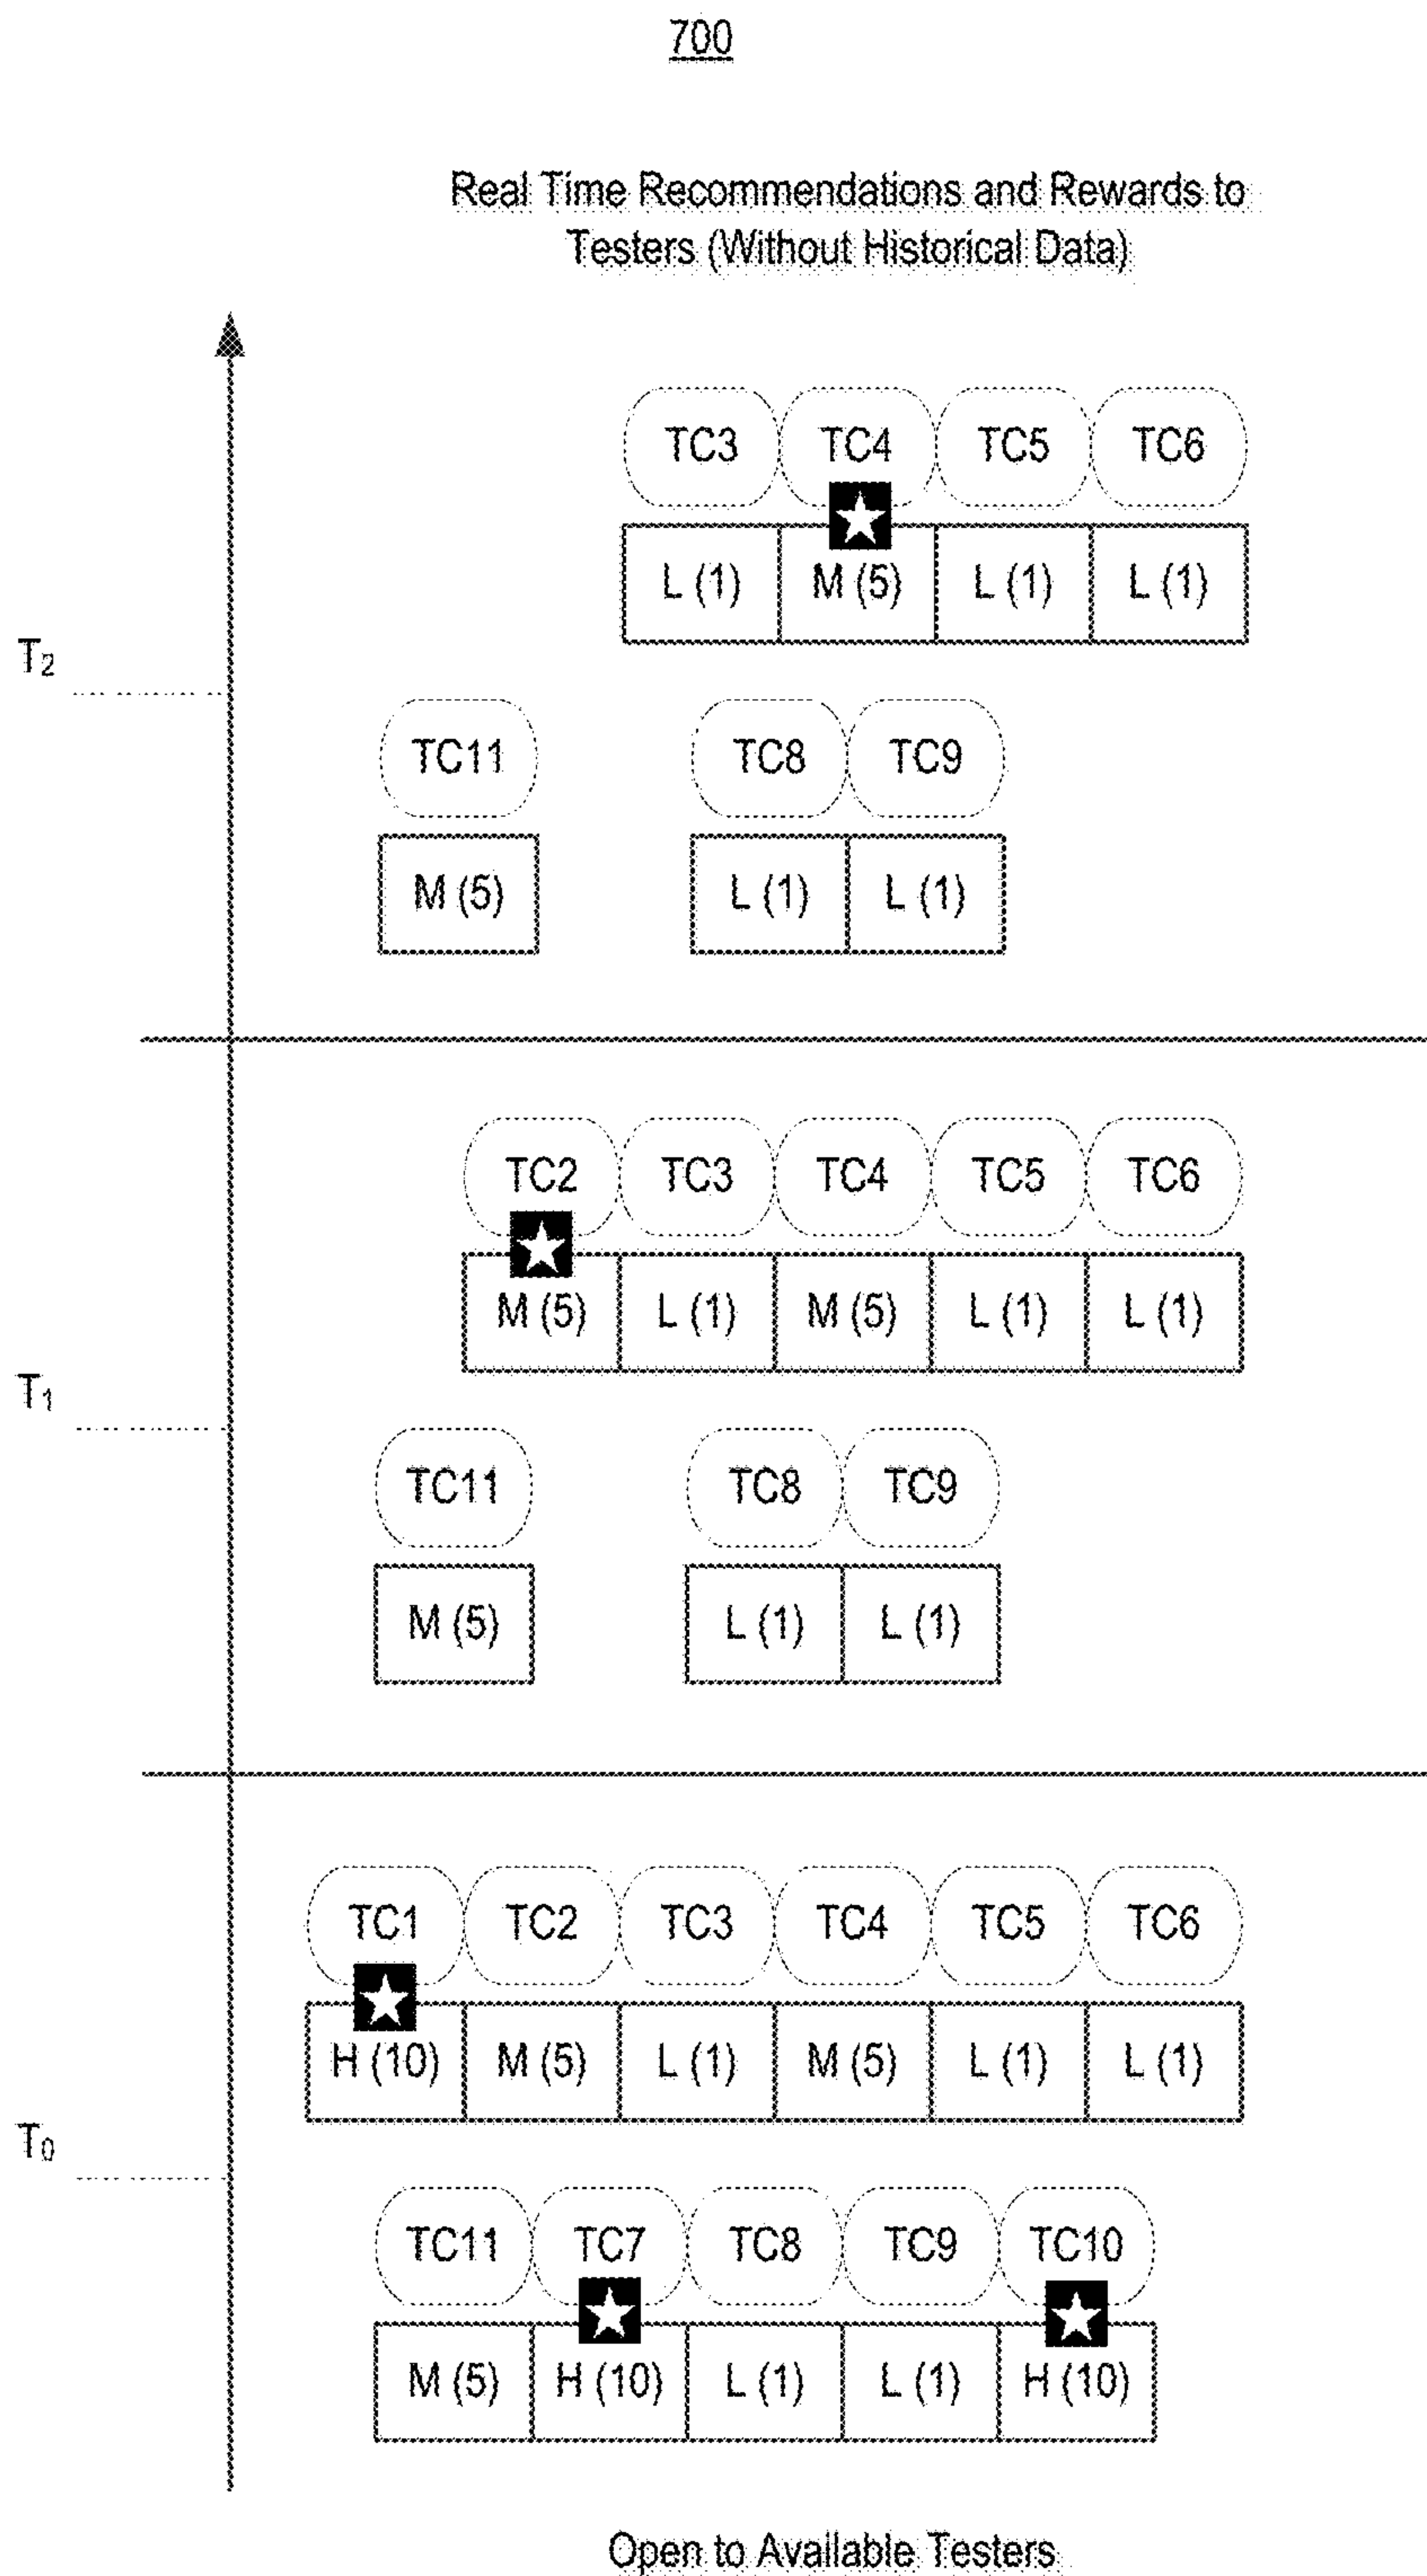 700
Real Time Recommendations and Rewards to
Testers (Without Historical Data)
TC3 TC4 TC5 TC6
L (1) M (5) L (1) L (1)
T2
TC11 TC8 TC9
M (5) L (1) L (1)
TC2 TC3 TC4 TC5 TC6
M (5) L (1) M (5) L (1) L (1)
T1
TC11 TC8 TC9
M (5) L (1) L (1)
TC1 TC2 TC3 TC4 TC5 TC6
H (10) M (5) L (1) M (5) L (1) L (1)
T0
TC11 TC7 TC8 TC9 TC10
M (5) H (10) L (1) L (1) H (10)
Open to Available Testers